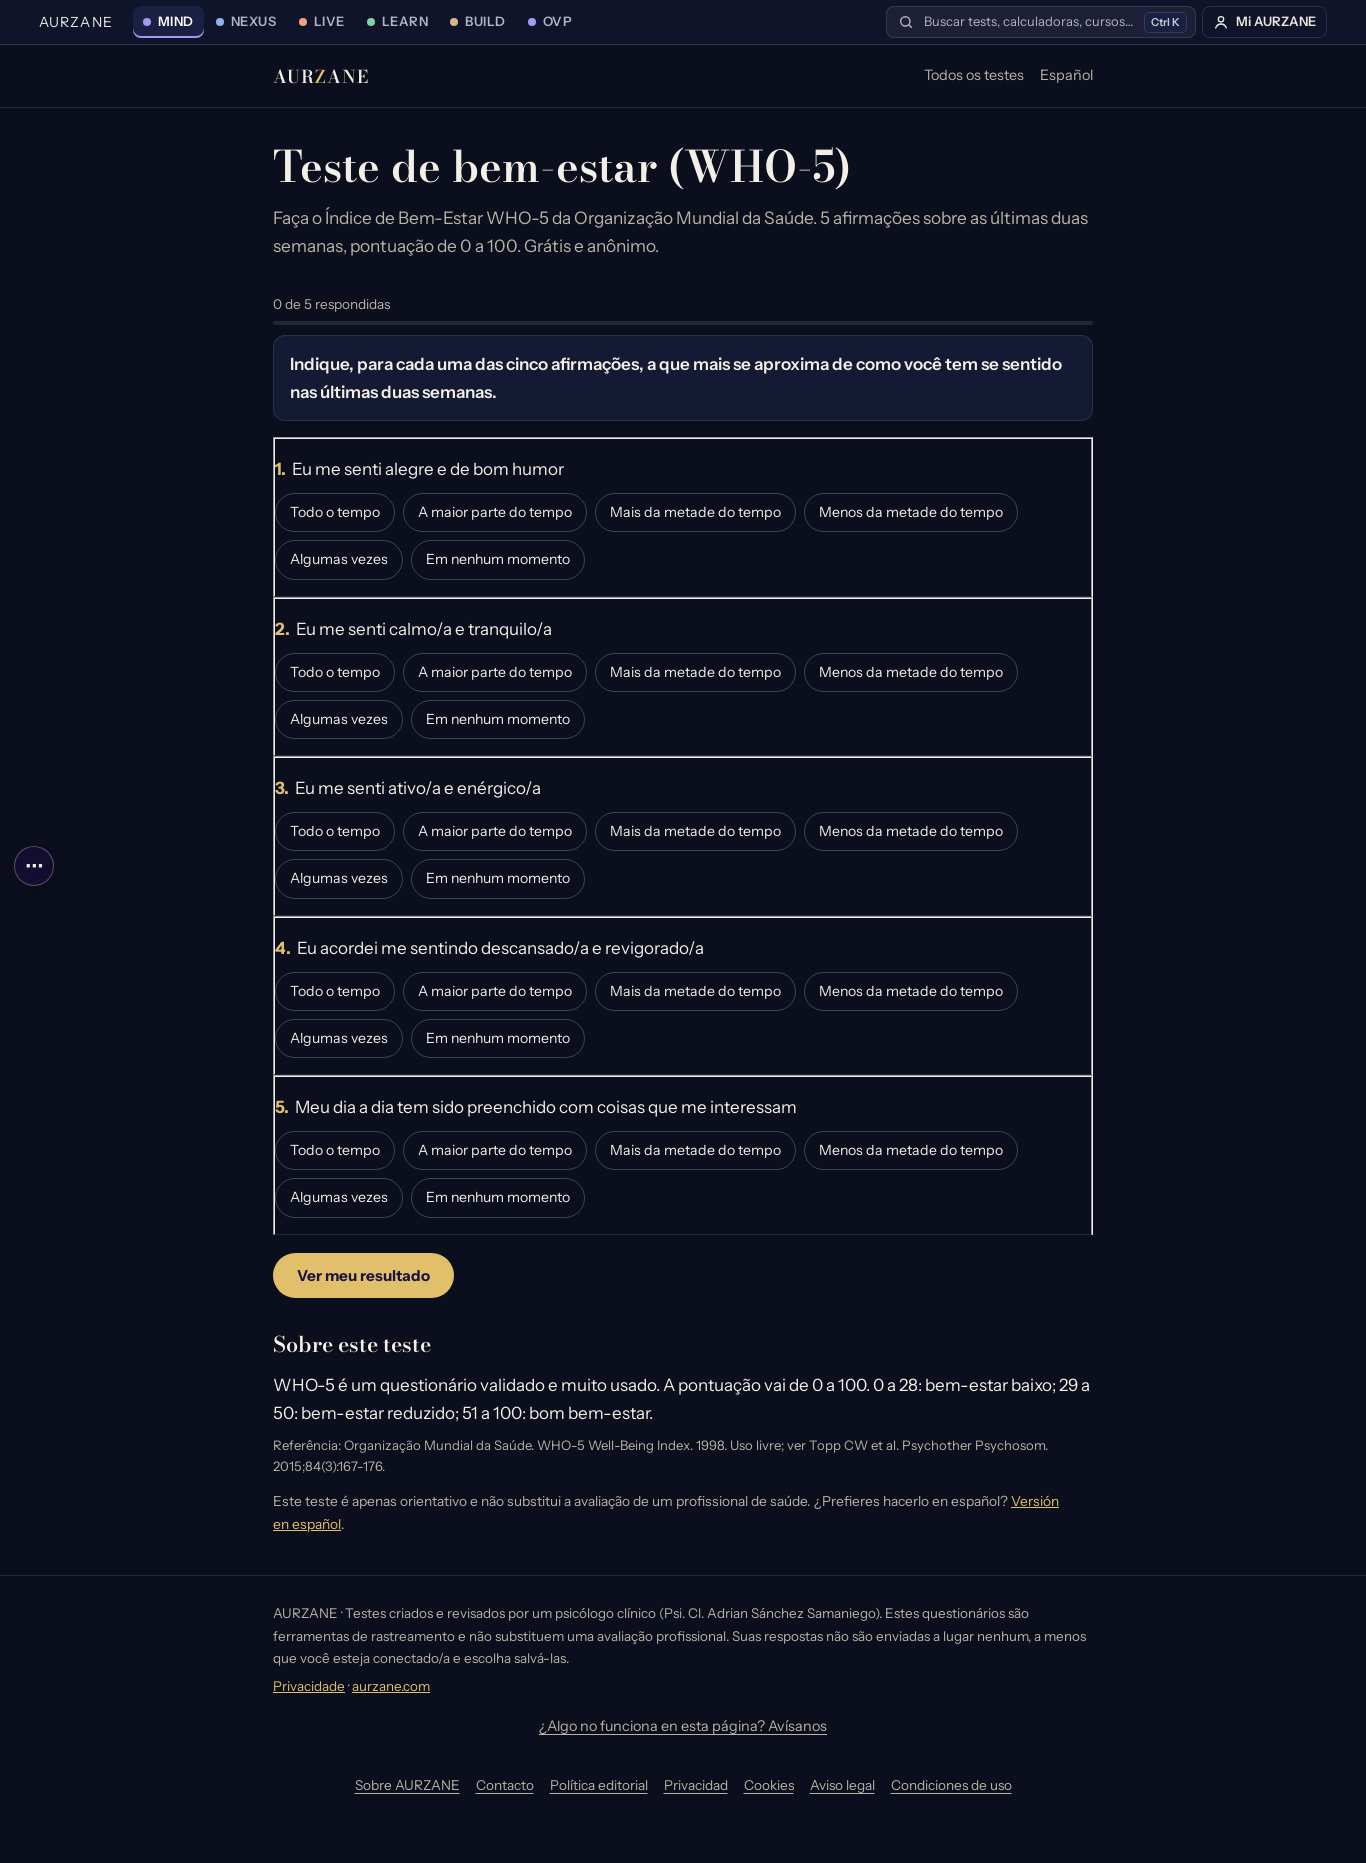 AURZANE MIND NEXUS LIVE LEARN BUILD OVP Buscar tests, calculadoras, cursos... Ctrl K Mi AURZANE
AURZANE Todos os testes Español
Teste de bem-estar (WHO-5)
Faça o Índice de Bem-Estar WHO-5 da Organização Mundial da Saúde. 5 afirmações sobre as últimas duas
semanas, pontuação de 0 a 100. Grátis e anônimo.
0 de 5 respondidas
Indique, para cada uma das cinco afirmações, a que mais se aproxima de como você tem se sentido
nas últimas duas semanas.
1. Eu me senti alegre e de bom humor
Todo o tempo A maior parte do tempo Mais da metade do tempo Menos da metade do tempo
Algumas vezes Em nenhum momento
2. Eu me senti calmo/a e tranquilo/a
Todo o tempo A maior parte do tempo Mais da metade do tempo Menos da metade do tempo
Algumas vezes Em nenhum momento
3. Eu me senti ativo/a e enérgico/a
Todo o tempo A maior parte do tempo Mais da metade do tempo Menos da metade do tempo
Algumas vezes Em nenhum momento
4. Eu acordei me sentindo descansado/a e revigorado/a
Todo o tempo A maior parte do tempo Mais da metade do tempo Menos da metade do tempo
Algumas vezes Em nenhum momento
5. Meu dia a dia tem sido preenchido com coisas que me interessam
Todo o tempo A maior parte do tempo Mais da metade do tempo Menos da metade do tempo
Algumas vezes Em nenhum momento
Ver meu resultado
Sobre este teste
WHO-5 é um questionário validado e muito usado. A pontuação vai de 0 a 100. 0 a 28: bem-estar baixo; 29 a
50: bem-estar reduzido; 51 a 100: bom bem-estar.
Referência: Organização Mundial da Saúde. WHO-5 Well-Being Index. 1998. Uso livre; ver Topp CW et al. Psychother Psychosom.
2015;84(3):167-176.
Este teste é apenas orientativo e não substitui a avaliação de um profissional de saúde. ¿Prefieres hacerlo en español? Versión
en español.
AURZANE · Testes criados e revisados por um psicólogo clínico (Psi. Cl. Adrian Sánchez Samaniego). Estes questionários são
ferramentas de rastreamento e não substituem uma avaliação profissional. Suas respostas não são enviadas a lugar nenhum, a menos
que você esteja conectado/a e escolha salvá-las.
Privacidade · aurzane.com
¿Algo no funciona en esta página? Avísanos
Sobre AURZANE Contacto Política editorial Privacidad Cookies Aviso legal Condiciones de uso